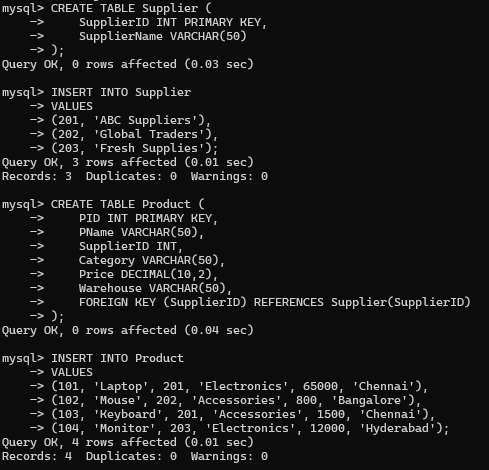 mysql> CREATE TABLE Supplier (
    ->     SupplierID INT PRIMARY KEY,
    ->     SupplierName VARCHAR(50)
    -> );
Query OK, 0 rows affected (0.03 sec)

mysql> INSERT INTO Supplier
    -> VALUES
    -> (201, 'ABC Suppliers'),
    -> (202, 'Global Traders'),
    -> (203, 'Fresh Supplies');
Query OK, 3 rows affected (0.01 sec)
Records: 3  Duplicates: 0  Warnings: 0

mysql> CREATE TABLE Product (
    ->     PID INT PRIMARY KEY,
    ->     PName VARCHAR(50),
    ->     SupplierID INT,
    ->     Category VARCHAR(50),
    ->     Price DECIMAL(10,2),
    ->     Warehouse VARCHAR(50),
    ->     FOREIGN KEY (SupplierID) REFERENCES Supplier(SupplierID)
    -> );
Query OK, 0 rows affected (0.04 sec)

mysql> INSERT INTO Product
    -> VALUES
    -> (101, 'Laptop', 201, 'Electronics', 65000, 'Chennai'),
    -> (102, 'Mouse', 202, 'Accessories', 800, 'Bangalore'),
    -> (103, 'Keyboard', 201, 'Accessories', 1500, 'Chennai'),
    -> (104, 'Monitor', 203, 'Electronics', 12000, 'Hyderabad');
Query OK, 4 rows affected (0.01 sec)
Records: 4  Duplicates: 0  Warnings: 0